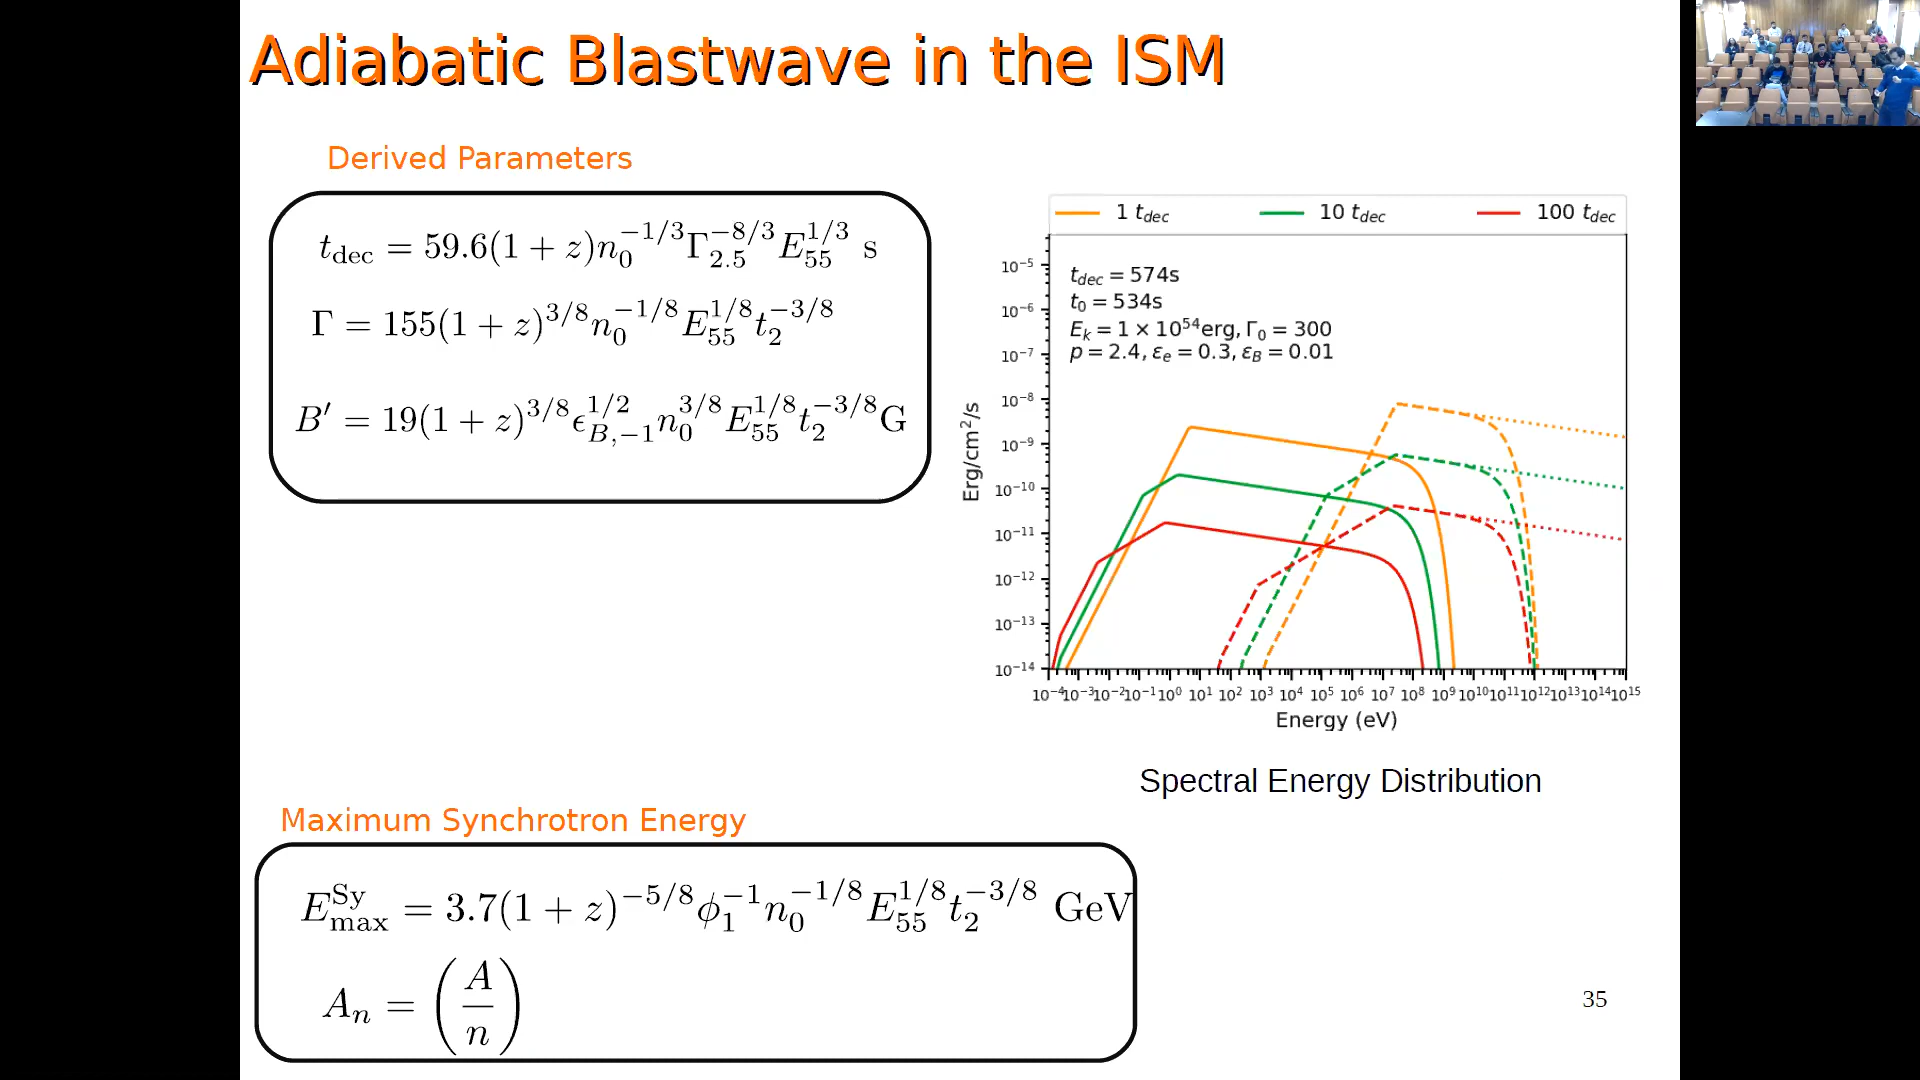 Adiabatic Blastwave in the ISM
Derived Parameters
t_dec = 59.6(1 + z)n_0^{-1/3}Γ_{2.5}^{-8/3}E_{55}^{1/3} s
Γ = 155(1 + z)^{3/8}n_0^{-1/8}E_{55}^{1/8}t_2^{-3/8}
B′ = 19(1 + z)^{3/8}ϵ_{B,−1}^{1/2}n_0^{3/8}E_{55}^{1/8}t_2^{-3/8}G
1 t_dec 10 t_dec 100 t_dec
t_dec = 574s
t_0 = 534s
E_k = 1 × 10^{54}erg, Γ_0 = 300
p = 2.4, ε_e = 0.3, ε_B = 0.01
Erg/cm²/s
10^{-5}
10^{-6}
10^{-7}
10^{-8}
10^{-9}
10^{-10}
10^{-11}
10^{-12}
10^{-13}
10^{-14}
10^{-4} 10^{-3} 10^{-2} 10^{-1} 10^0 10^1 10^2 10^3 10^4 10^5 10^6 10^7 10^8 10^9 10^{10} 10^{11} 10^{12} 10^{13} 10^{14} 10^{15}
Energy (eV)
Spectral Energy Distribution
Maximum Synchrotron Energy
E_max^{Sy} = 3.7(1 + z)^{-5/8}ϕ_1^{-1}n_0^{-1/8}E_{55}^{1/8}t_2^{-3/8} GeV
A_n = (A/n)
35